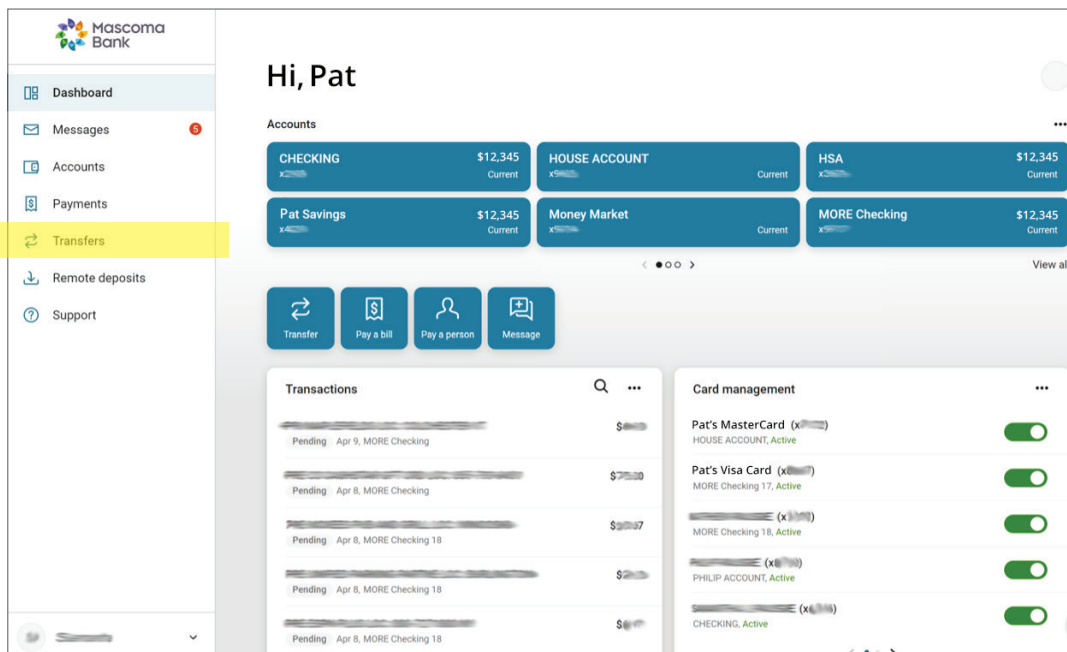 Mascoma
Bank
Dashboard
Messages 5
Accounts
Payments
Transfers
Remote deposits
Support
Hi, Pat
Accounts
CHECKING $12,345
Current
HOUSE ACCOUNT
Current
HSA $12,345
Current
Pat Savings $12,345
Current
Money Market
Current
MORE Checking $12,345
Current
View al
Transfer
Pay a bill
Pay a person
Message
Transactions
Pending Apr 9, MORE Checking
Pending Apr 8, MORE Checking
Pending Apr 8, MORE Checking 18
Pending Apr 8, MORE Checking 18
Pending Apr 8, MORE Checking 18
Card management
Pat's MasterCard
HOUSE ACCOUNT, Active
Pat's Visa Card
MORE Checking 17, Active
MORE Checking 18, Active
PHILIP ACCOUNT, Active
CHECKING, Active